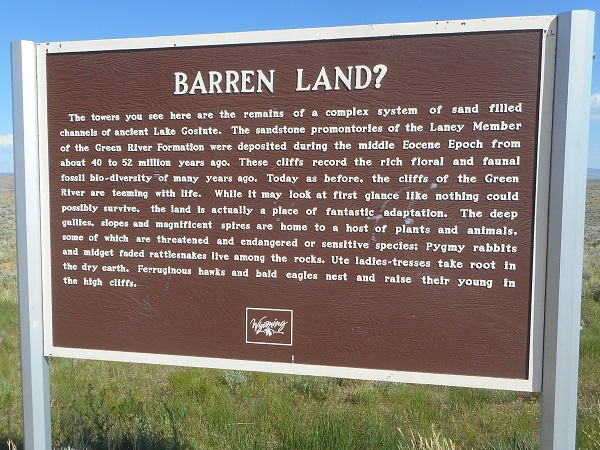 BARREN LAND?
The towers you see here are the remains of a complex system of sand filled
channels of ancient Lake Gosiute. The sandstone promontories of the Laney Member
of the Green River Formation were deposited during the middle Eocene Epoch from
about 40 to 52 million years ago. These cliffs record the rich floral and faunal
fossil bio-diversity of many years ago. Today as before, the cliffs of the Green
River are teeming with life. While it may look at first glance like nothing could
possibly survive, the land is actually a place of fantastic adaptation. The deep
gullies, slopes and magnificent spires are home to a host of plants and animals,
some of which are threatened and endangered or sensitive species; Pygmy rabbits
and midget faded rattlesnakes live among the rocks. Ute ladies-tresses take root in
the dry earth. Ferruginous hawks and bald eagles nest and raise their young in
the high cliffs.
Wyoming